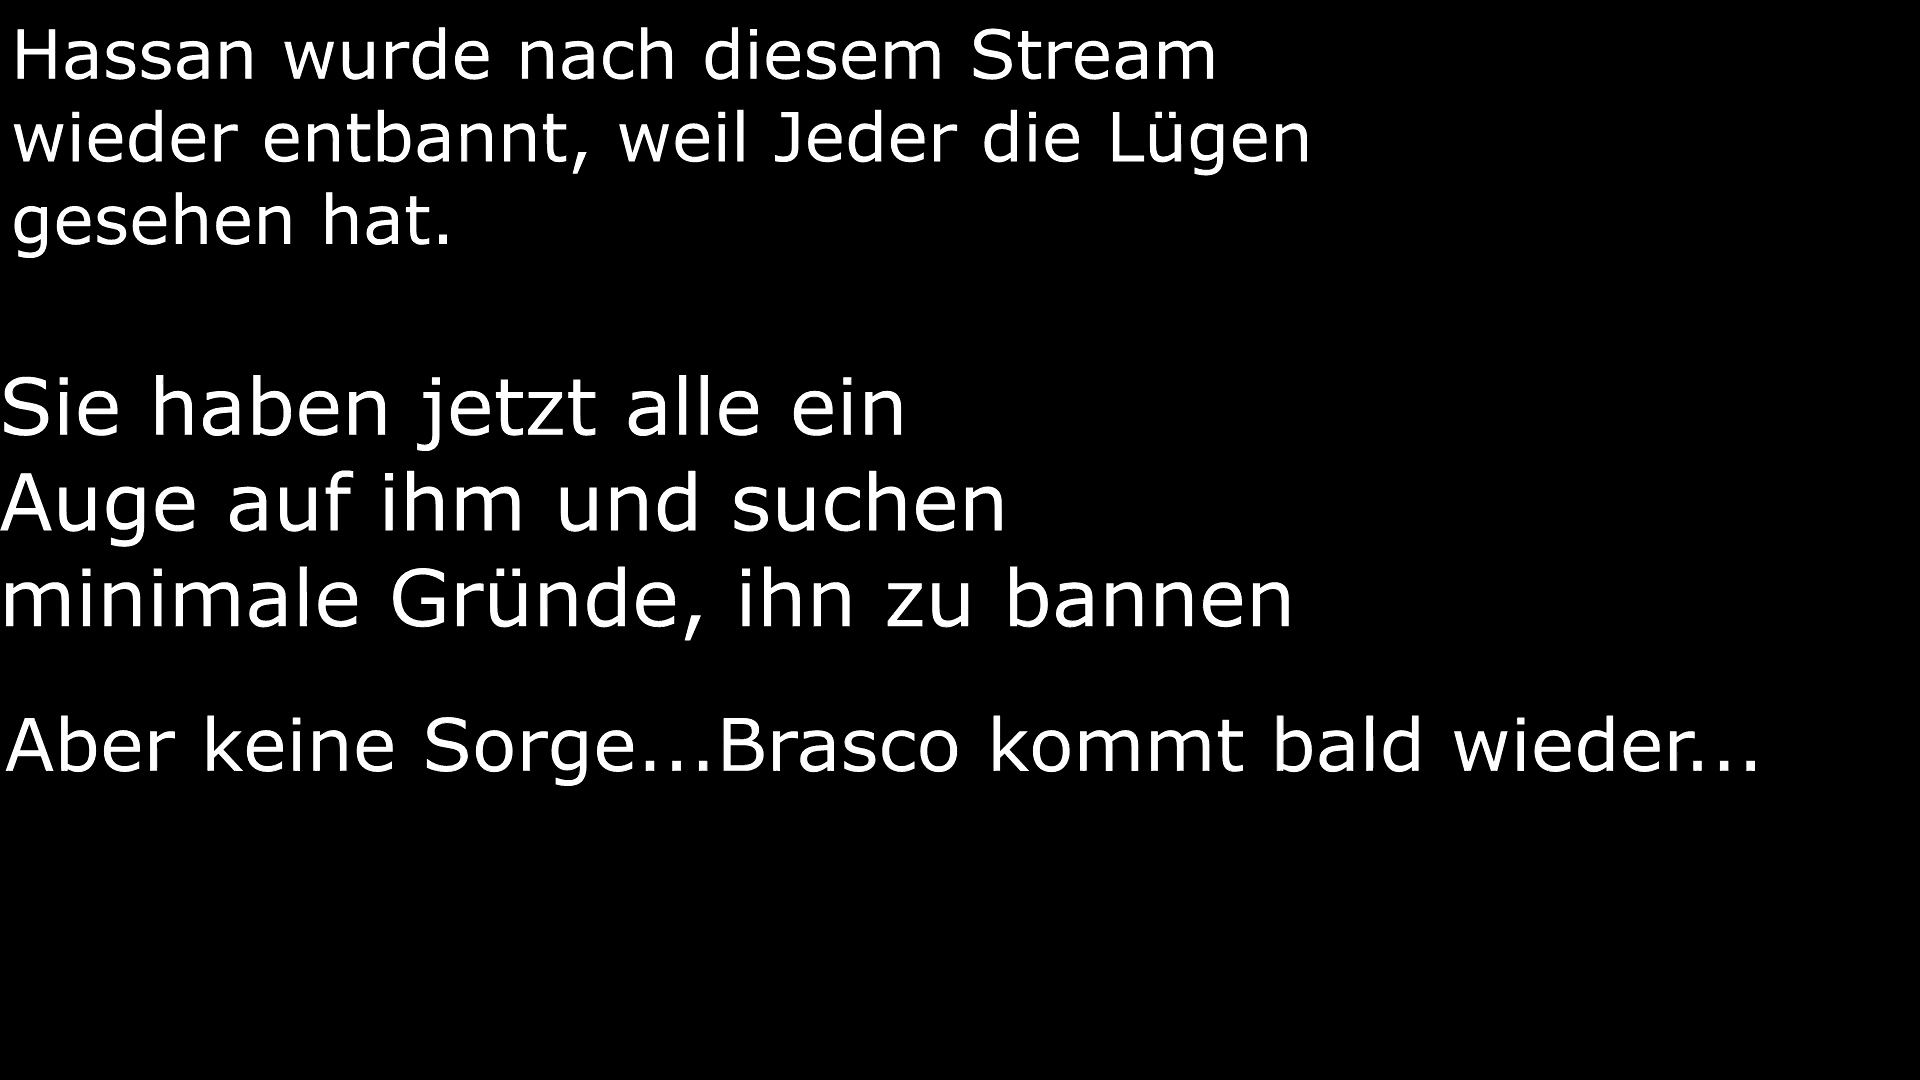 Hassan wurde nach diesem Stream
wieder entbannt, weil Jeder die Lügen
gesehen hat.
Sie haben jetzt alle ein
Auge auf ihm und suchen
minimale Gründe, ihn zu bannen
Aber keine Sorge...Brasco kommt bald wieder...